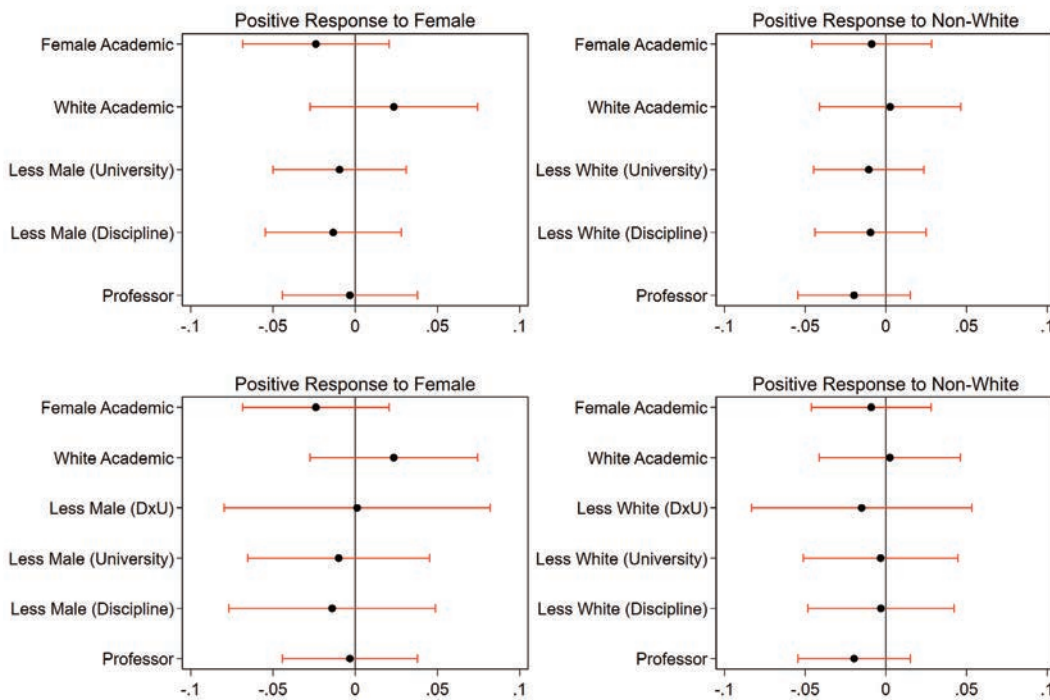 Positive Response to Female
Female Academic
White Academic
Less Male (University)
Less Male (Discipline)
Professor
-.1 -.05 0 .05 .1
Positive Response to Non-White
Female Academic
White Academic
Less White (University)
Less White (Discipline)
Professor
-.1 -.05 0 .05 .1
Positive Response to Female
Female Academic
White Academic
Less Male (DxU)
Less Male (University)
Less Male (Discipline)
Professor
-.1 -.05 0 .05 .1
Positive Response to Non-White
Female Academic
White Academic
Less White (DxU)
Less White (University)
Less White (Discipline)
Professor
-.1 -.05 0 .05 .1